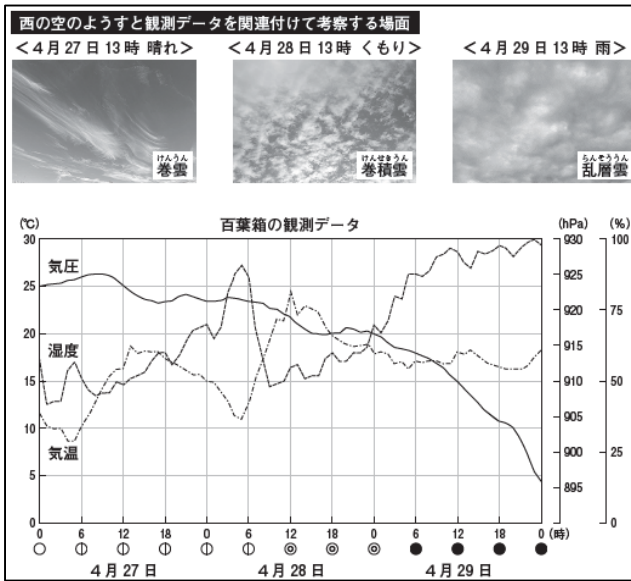 西の空のようすと観測データを関連付けて考察する場面
＜4月27日13時 晴れ＞ ＜4月28日13時 くもり＞ ＜4月29日13時 雨＞
けんうん けんせきうん らんそううん
巻雲 巻積雲 乱層雲
百葉箱の観測データ
(℃) (hPa) (%)
30 930 100
気圧
25 925
920 75
20
湿度 915
15 910 50
気温
10 905
900 25
5
895
0 0
0 6 12 18 0 6 12 18 0 6 12 18 0 (時)
4月27日 4月28日 4月29日